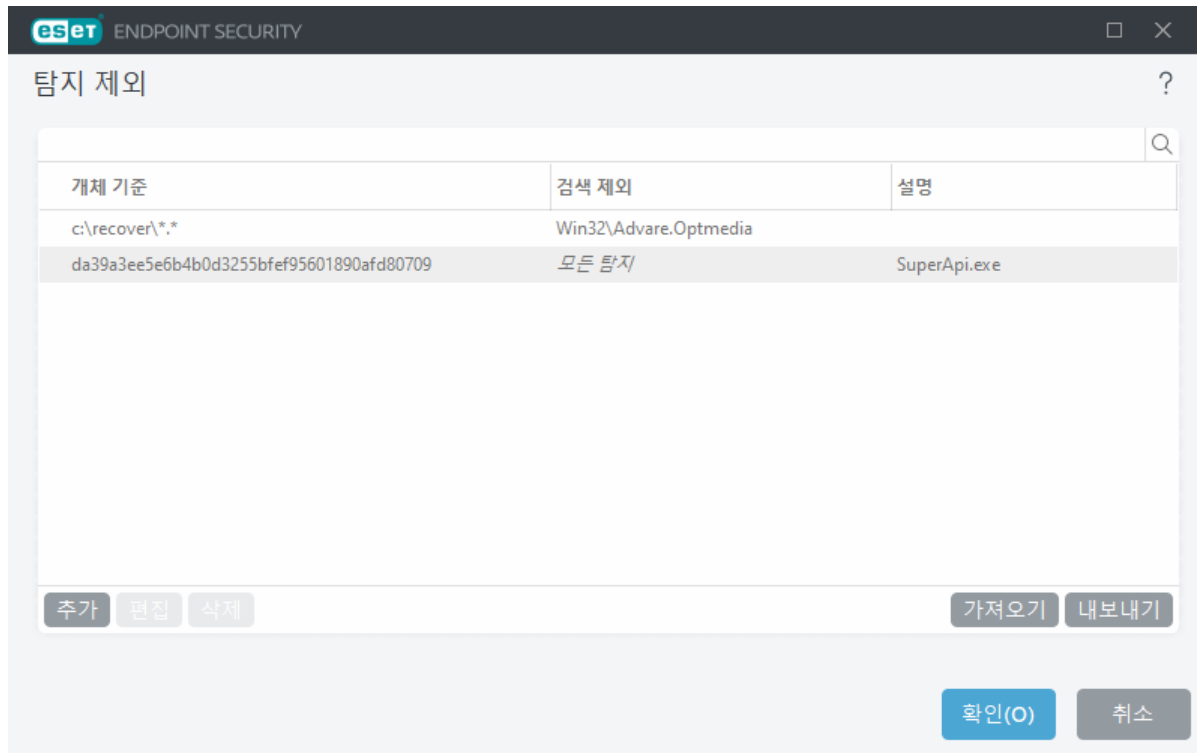 eset ENDPOINT SECURITY
탐지 제외 ?
개체 기준 검색 제외 설명
c:\recover\*.* Win32\Advare.Optmedia
da39a3ee5e6b4b0d3255bfef95601890afd80709 모든 탐지 SuperApi.exe
추가 편집 삭제 가져오기 내보내기
확인(O) 취소